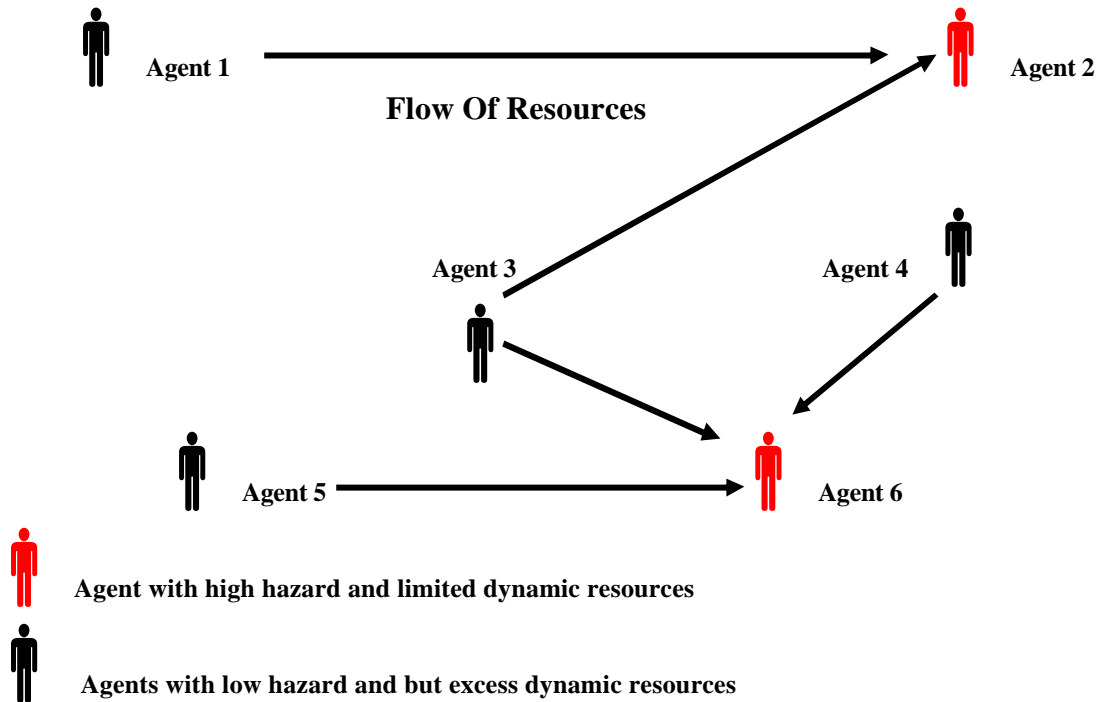 Agent 1
Agent 2
Flow Of Resources
Agent 3
Agent 4
Agent 5
Agent 6
Agent with high hazard and limited dynamic resources
Agents with low hazard and but excess dynamic resources